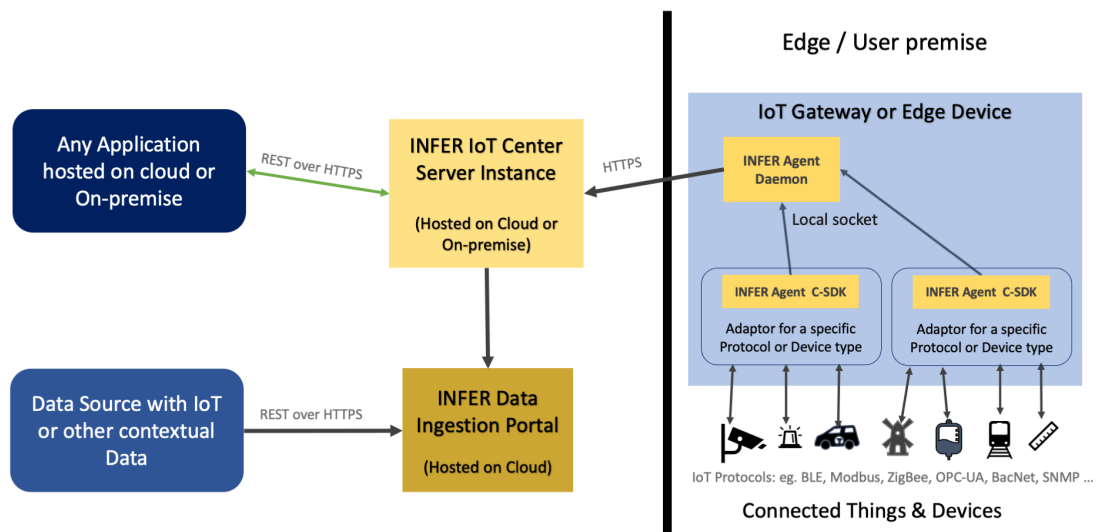 Edge / User premise
IoT Gateway or Edge Device
Any Application
hosted on cloud or
On-premise
REST over HTTPS
INFER IoT Center
Server Instance
(Hosted on Cloud or
On-premise)
HTTPS
INFER Agent
Daemon
Local socket
INFER Agent C-SDK
Adaptor for a specific
Protocol or Device type
INFER Agent C-SDK
Adaptor for a specific
Protocol or Device type
Data Source with IoT
or other contextual
Data
REST over HTTPS
INFER Data
Ingestion Portal
(Hosted on Cloud)
IoT Protocols: eg. BLE, Modbus, ZigBee, OPC-UA, BacNet, SNMP ...
Connected Things & Devices